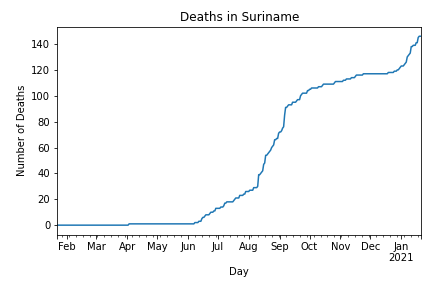 Deaths in Suriname
Number of Deaths
140
120
100
80
60
40
20
0
Feb Mar Apr May Jun Jul Aug Sep Oct Nov Dec Jan
2021
Day